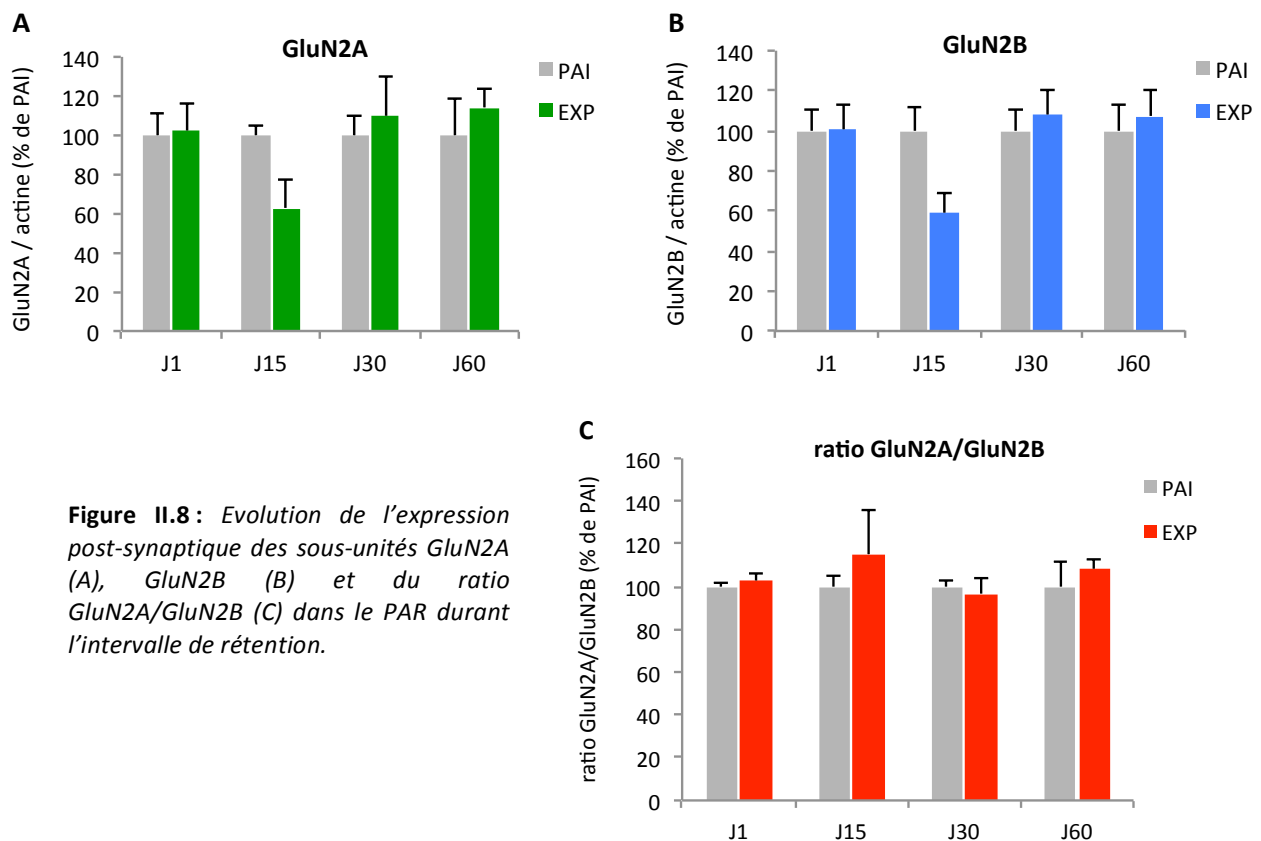 A
GluN2A
GluN2A / actine (% de PAI)
140
120
100
80
60
40
20
0
J1 J15 J30 J60
PAI
EXP
B
GluN2B
GluN2B / actine (% de PAI)
140
120
100
80
60
40
20
0
J1 J15 J30 J60
PAI
EXP
Figure II.8 : Evolution de l’expression
post-synaptique des sous-unités GluN2A
(A), GluN2B (B) et du ratio
GluN2A/GluN2B (C) dans le PAR durant
l’intervalle de rétention.
C
ratio GluN2A/GluN2B
ratio GluN2A/GluN2B (% de PAI)
160
140
120
100
80
60
40
20
0
J1 J15 J30 J60
PAI
EXP